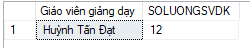 Giáo viên giảng dạy SOLUONGSVDK
1 Huỳnh Tấn Đạt 12